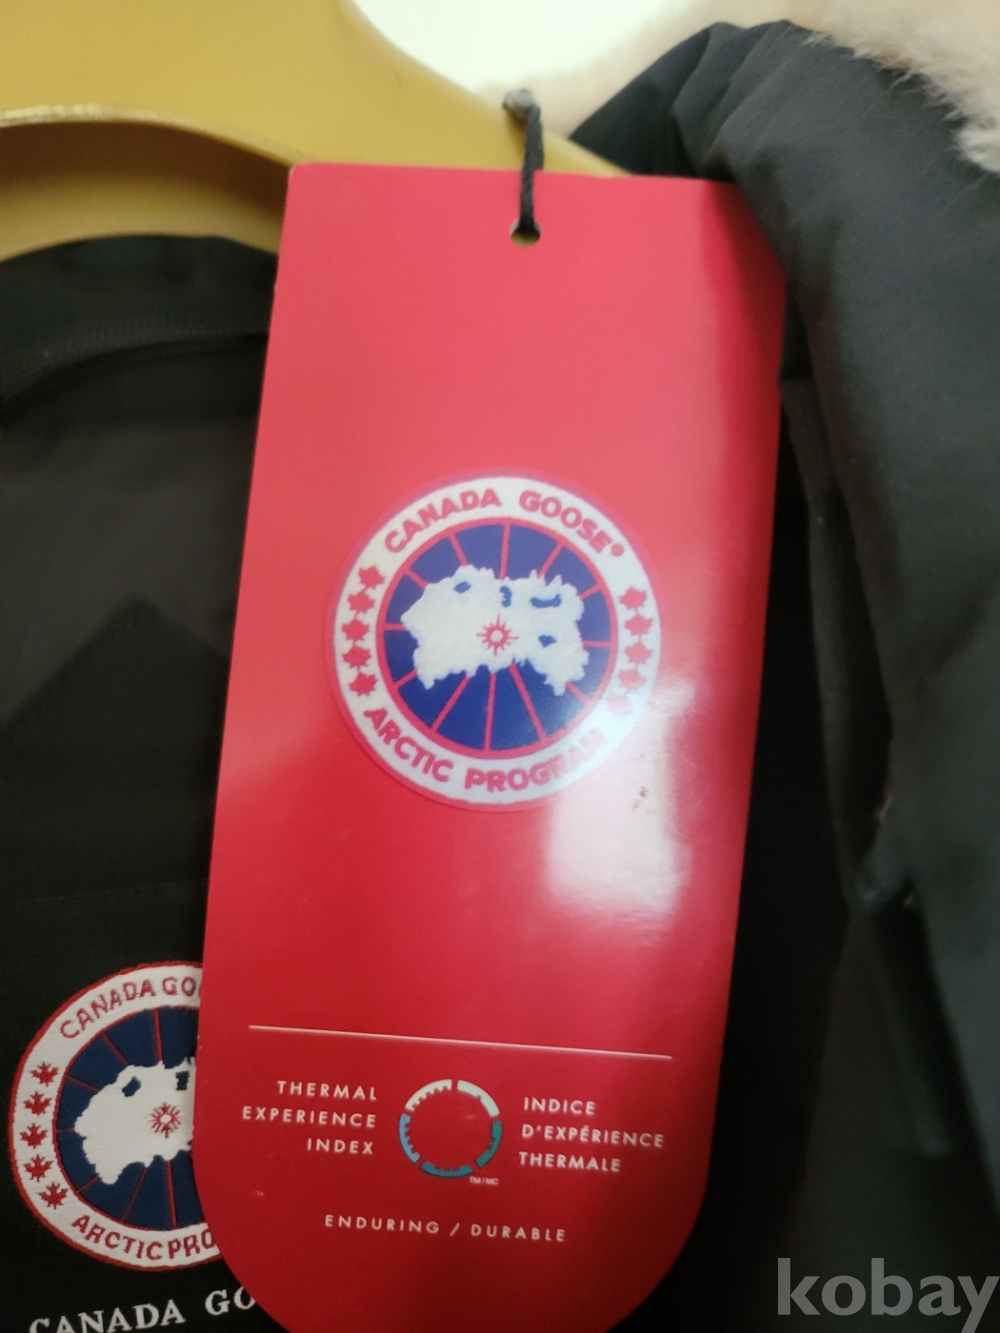 CANADA GOOSE®
ARCTIC PROGRAM
THERMAL
EXPERIENCE
INDEX
INDICE
D'EXPÉRIENCE
THERMALE
TM/MC
ENDURING / DURABLE
CANADA GOO
ARCTIC PRO
CANADA GO
kobay